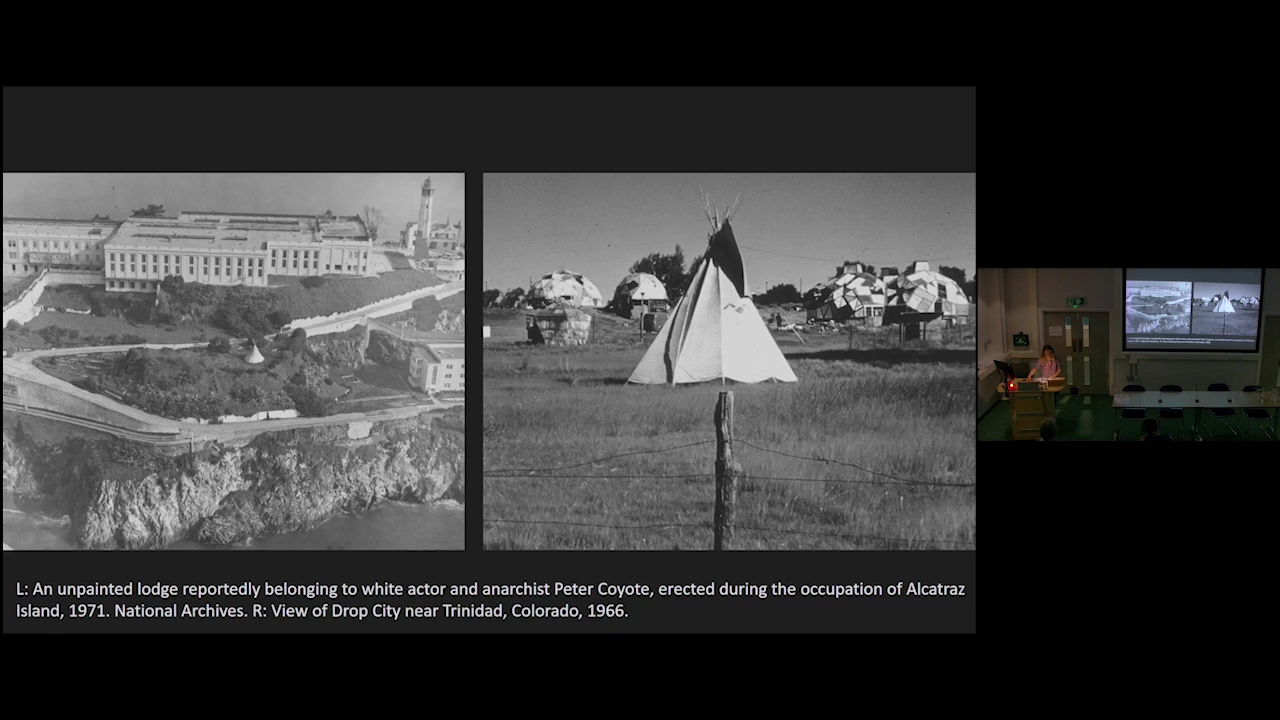 L: An unpainted lodge reportedly belonging to white actor and anarchist Peter Coyote, erected during the occupation of Alcatraz
Island, 1971. National Archives. R: View of Drop City near Trinidad, Colorado, 1966.